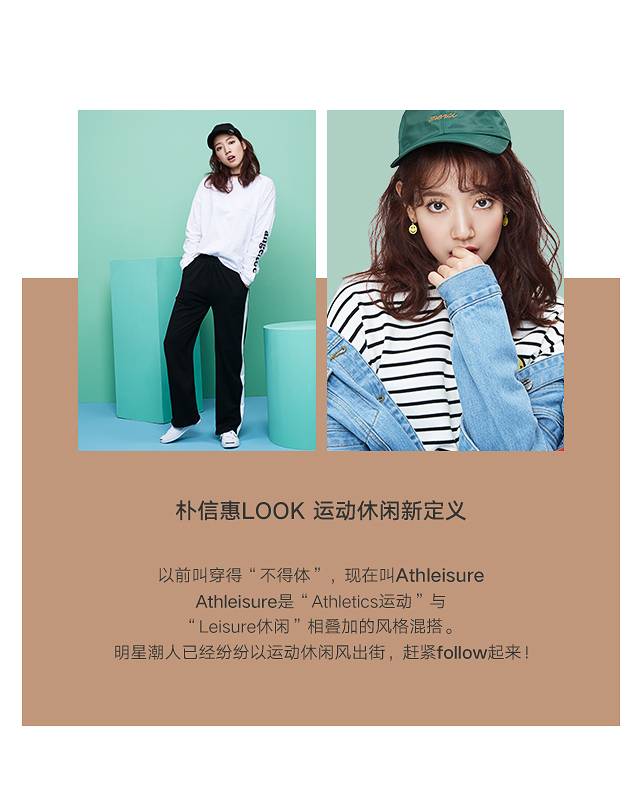 merci
朴信惠LOOK 运动休闲新定义
以前叫穿得“不得体”，现在叫Athleisure
Athleisure是“Athletics运动”与
“Leisure休闲”相叠加的风格混搭。
明星潮人已经纷纷以运动休闲风出街，赶紧follow起来！